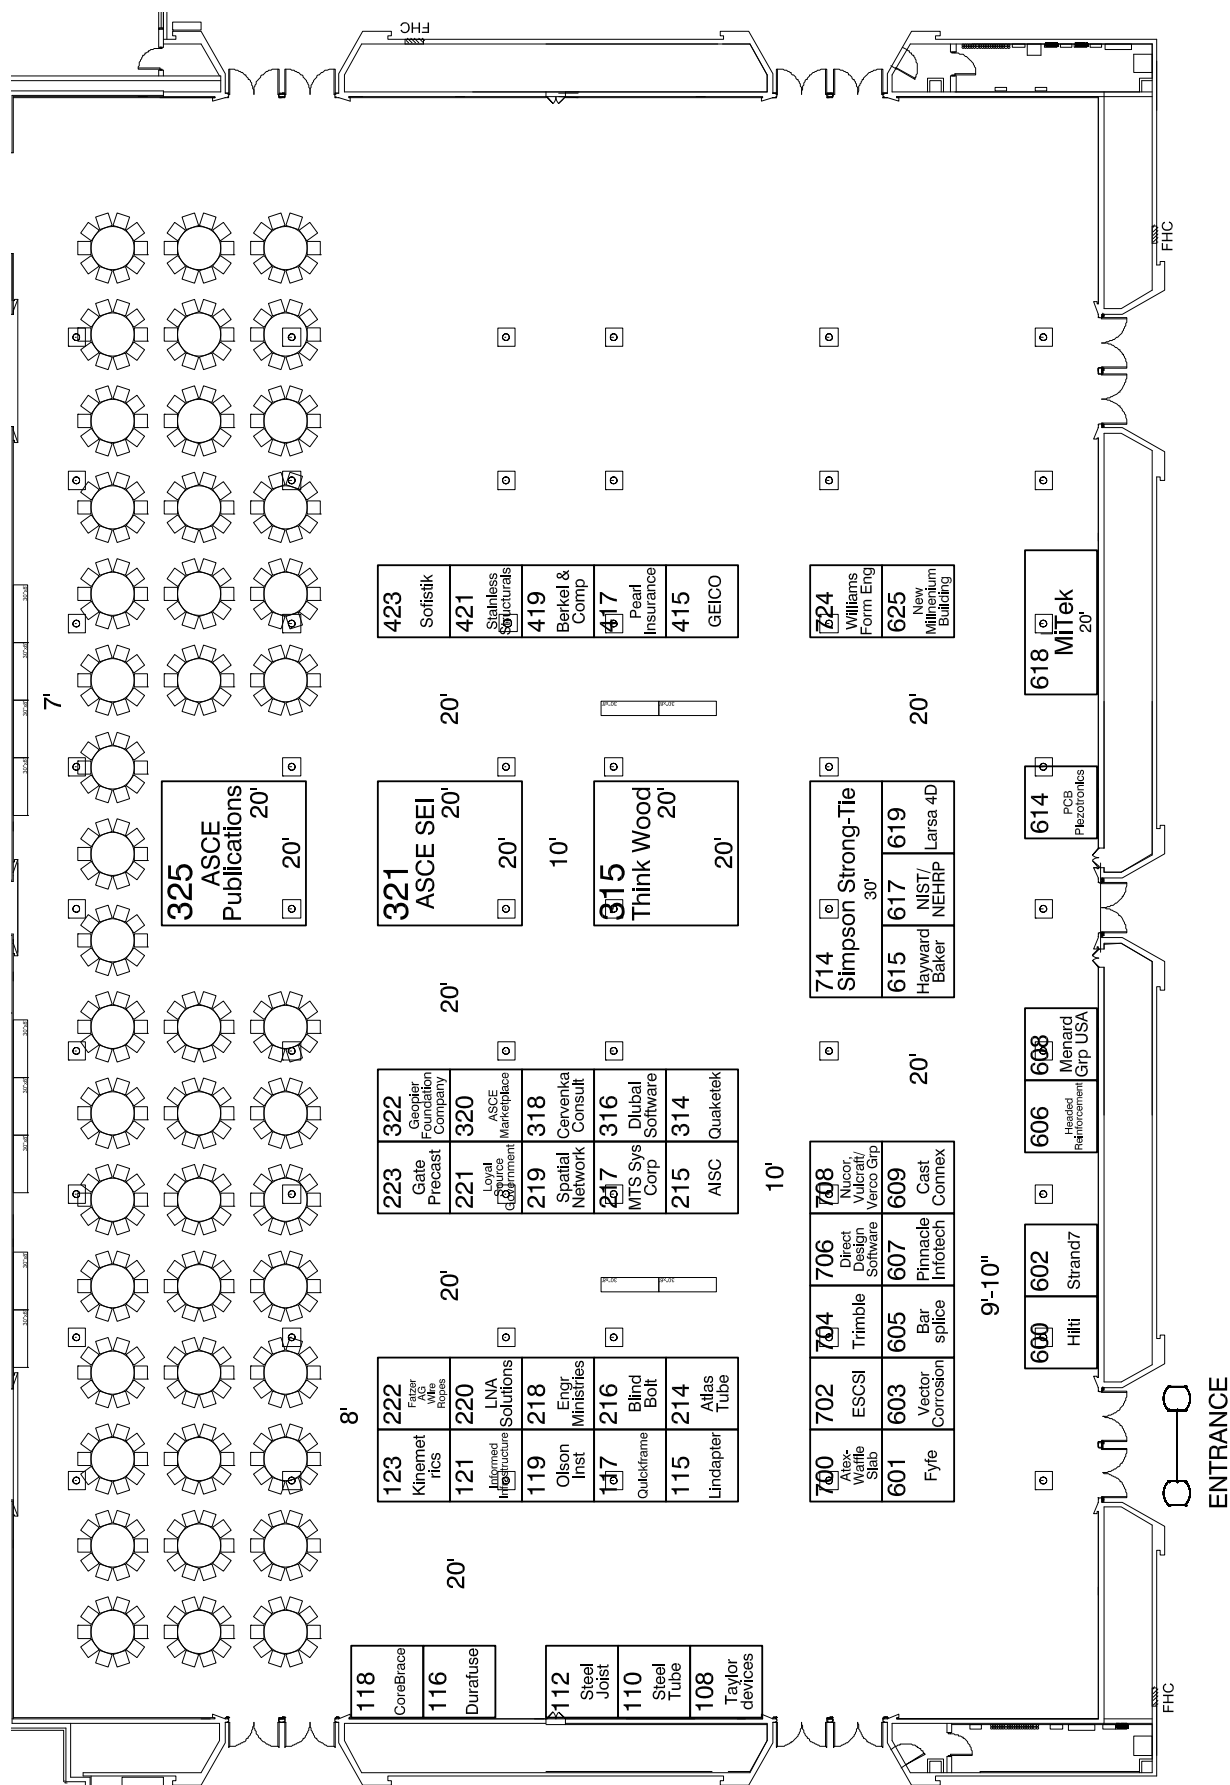 FHC
7'
325
ASCE
Publications
20'
20'
423
Sofistik
421
Stainless
Structurals
419
Berkel &
Comp
417
Pearl
Insurance
415
GEICO
724
Williams
Form Eng
625
New
Millnenium
Building
618
MiTek
20'
FHC
20'
20'
321
ASCE SEI
20'
20'
10'
315
Think Wood
20'
20'
714
Simpson Strong-Tie
30'
615
Hayward
Baker
617
NIST/
NEHRP
619
Larsa 4D
614
PCB
Piezotronics
20'
20'
322
Geopier
Foundation
Company
320
ASCE
Marketplace
318
Cervenka
Consult
316
Dlubal
Software
314
Quaketek
223
Gate
Precast
221
Loyal
Source
Government
219
Spatial
Network
217
MTS Sys
Corp
215
AISC
10'
708
Nucor,
Vulcraft/
Verco Grp
609
Cast
Connex
706
Direct
Design
Software
607
Pinnacle
Infotech
704
Trimble
605
Bar
splice
702
ESCSI
603
Vector
Corrosion
700
Atex-
Waffle
Slab
601
Fyfe
608
Menard
Grp USA
606
Headed
Reinforcement
602
Strand7
600
Hilti
9'-10"
20'
8'
222
Fatzer
AG
Wire
Ropes
220
LNA
Solutions
218
Engr
Ministries
216
Blind
Bolt
214
Atlas
Tube
123
Kinemet
rics
121
Informed
Infrastructure
119
Olson
Inst
117
Quickframe
115
Lindapter
20'
118
CoreBrace
116
Durafuse
112
Steel
Joist
110
Steel
Tube
108
Taylor
devices
ENTRANCE
FHC